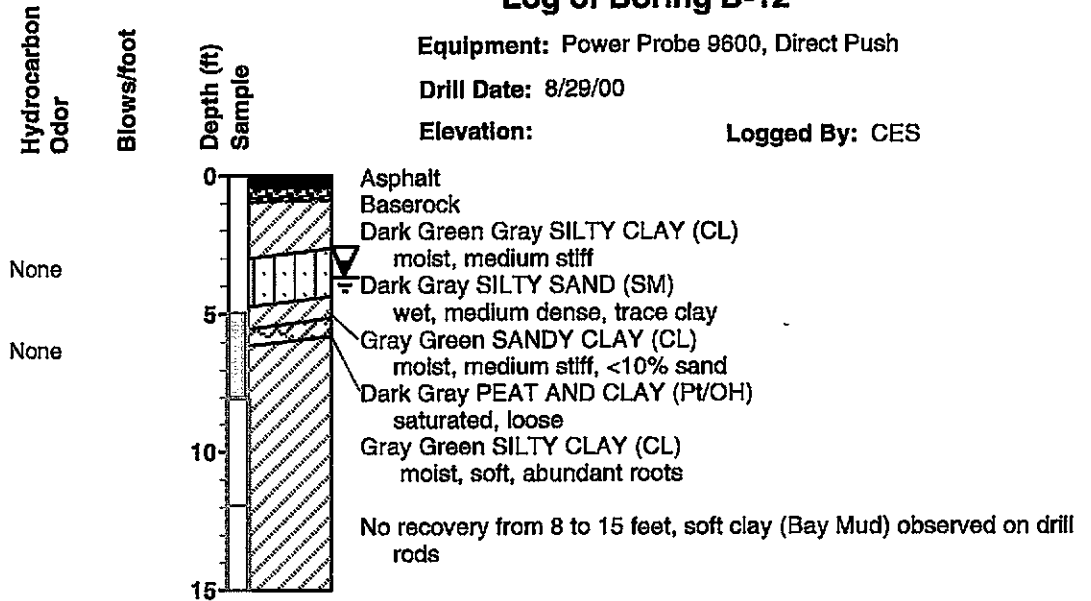 Log of Boring B-12
Equipment: Power Probe 9600, Direct Push
Drill Date: 8/29/00
Elevation: Logged By: CES
Hydrocarbon
Odor
Blows/foot
Depth (ft)
Sample
0
Asphalt
Baserock
Dark Green Gray SILTY CLAY (CL)
moist, medium stiff
None
Dark Gray SILTY SAND (SM)
wet, medium dense, trace clay
5
Gray Green SANDY CLAY (CL)
None
moist, medium stiff, <10% sand
Dark Gray PEAT AND CLAY (Pt/OH)
saturated, loose
10
Gray Green SILTY CLAY (CL)
moist, soft, abundant roots
No recovery from 8 to 15 feet, soft clay (Bay Mud) observed on drill
rods
15